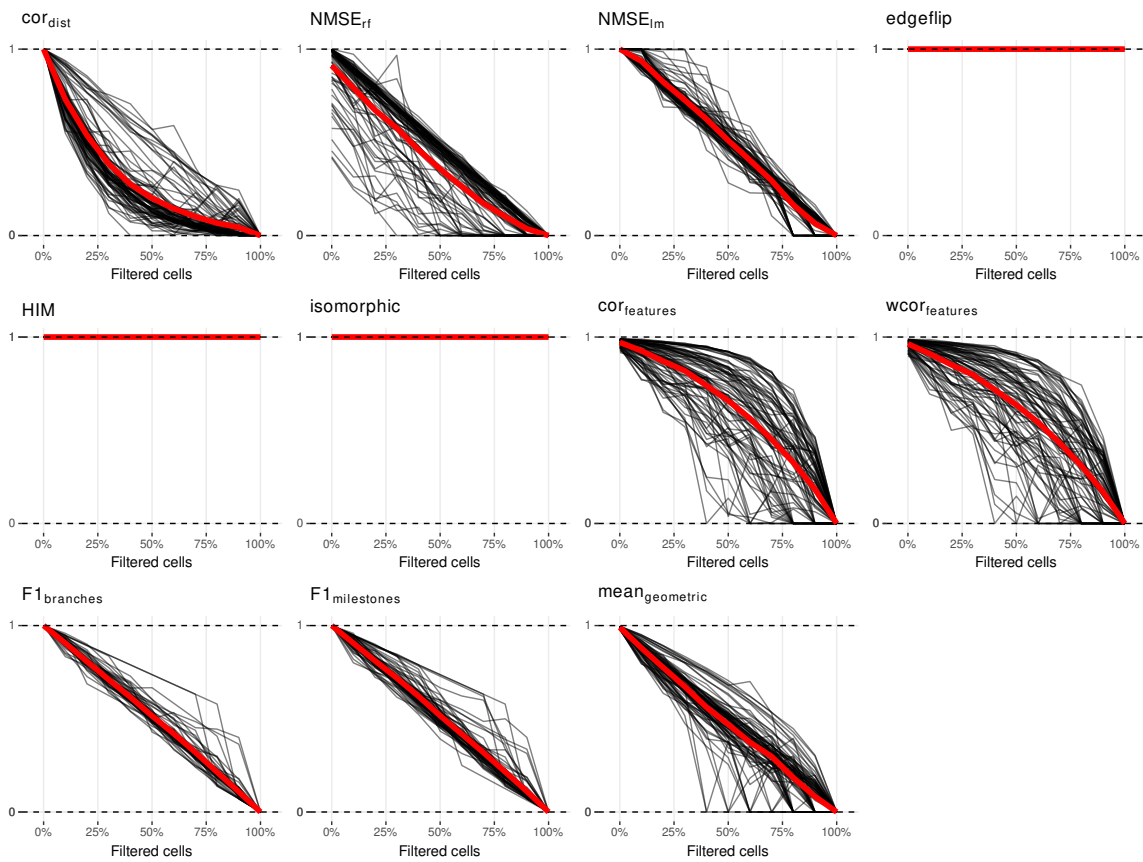 cor_dist NMSE_rf NMSE_lm edgeflip
1 1 1 1
0 0 0 0
0% 25% 50% 75% 100% 0% 25% 50% 75% 100% 0% 25% 50% 75% 100% 0% 25% 50% 75% 100%
Filtered cells Filtered cells Filtered cells Filtered cells
HIM isomorphic cor_features wcor_features
1 1 1 1
0 0 0 0
0% 25% 50% 75% 100% 0% 25% 50% 75% 100% 0% 25% 50% 75% 100% 0% 25% 50% 75% 100%
Filtered cells Filtered cells Filtered cells Filtered cells
F1_branches F1_milestones mean_geometric
1 1 1
0 0 0
0% 25% 50% 75% 100% 0% 25% 50% 75% 100% 0% 25% 50% 75% 100%
Filtered cells Filtered cells Filtered cells